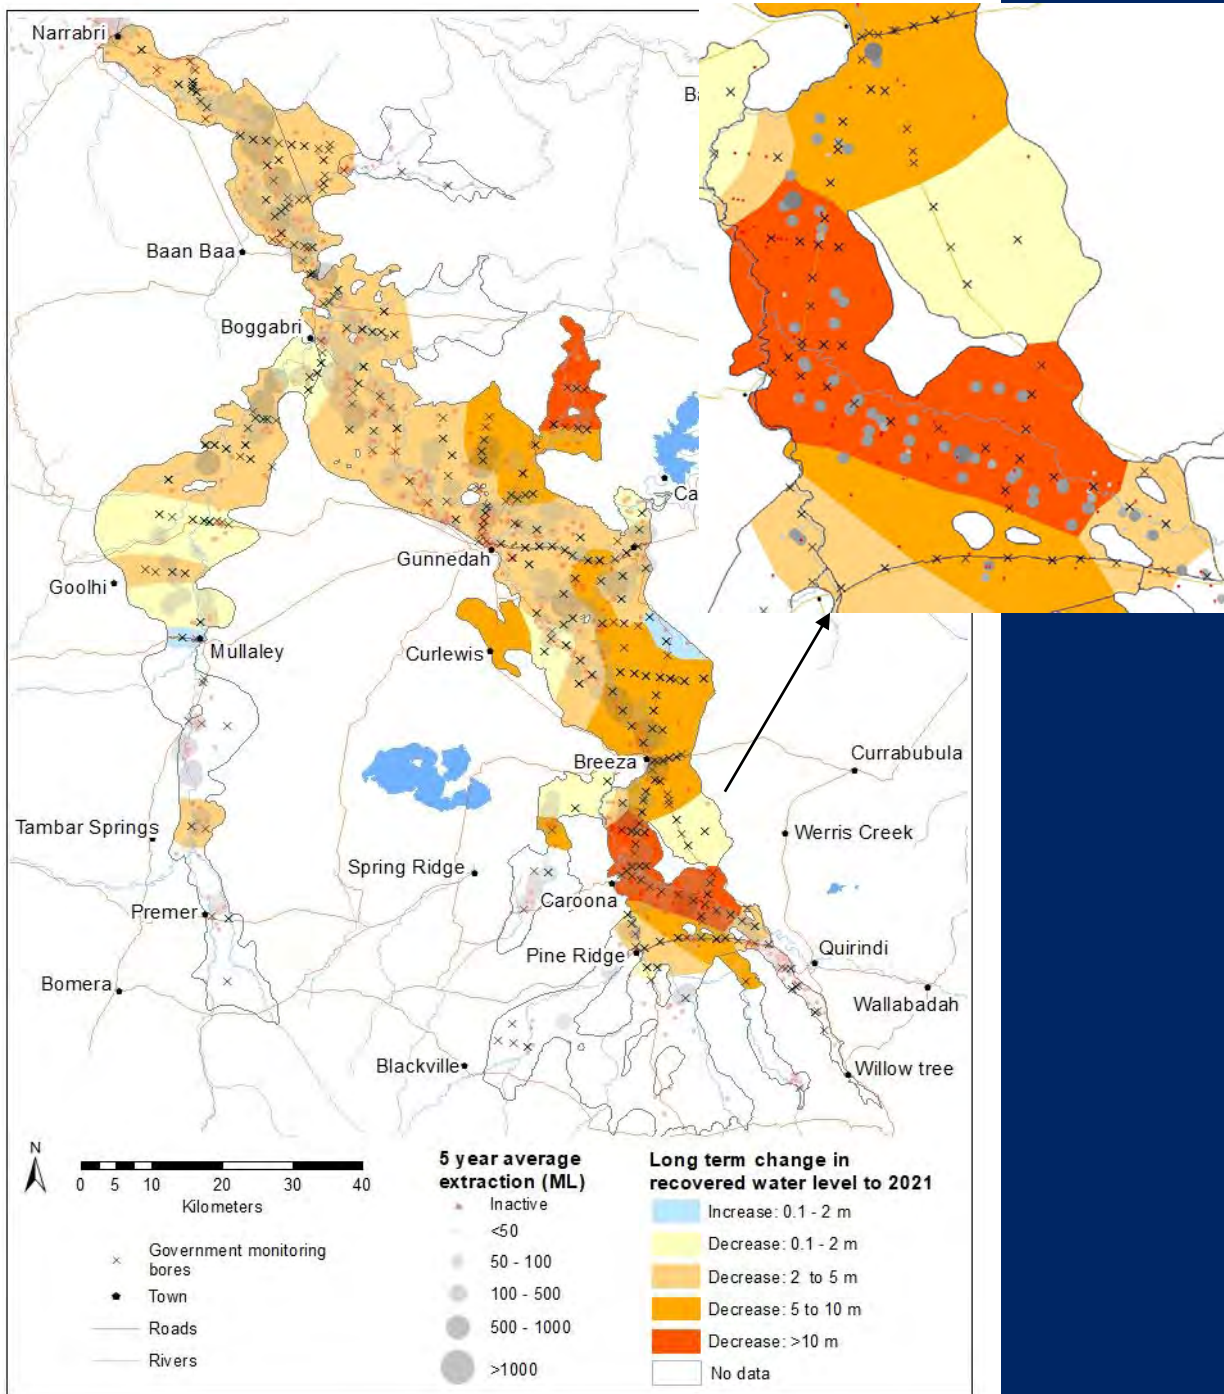 Narrabri
Ba
Baan Baa
Boggabri
Ca
Gunnedah
Goolhi
Mullaley
Curlewis
Breeza
Currabubula
Tambar Springs
Werris Creek
Spring Ridge
Caroona
Premer
Pine Ridge
Quirindi
Bomera
Wallabadah
Blackville
Willow tree
N
0 5 10 20 30 40
Kilometers
Government monitoring
bores
Town
Roads
Rivers
5 year average
extraction (ML)
Inactive
<50
50 - 100
100 - 500
500 - 1000
>1000
Long term change in
recovered water level to 2021
Increase: 0.1 - 2 m
Decrease: 0.1 - 2 m
Decrease: 2 to 5 m
Decrease: 5 to 10 m
Decrease: >10 m
No data